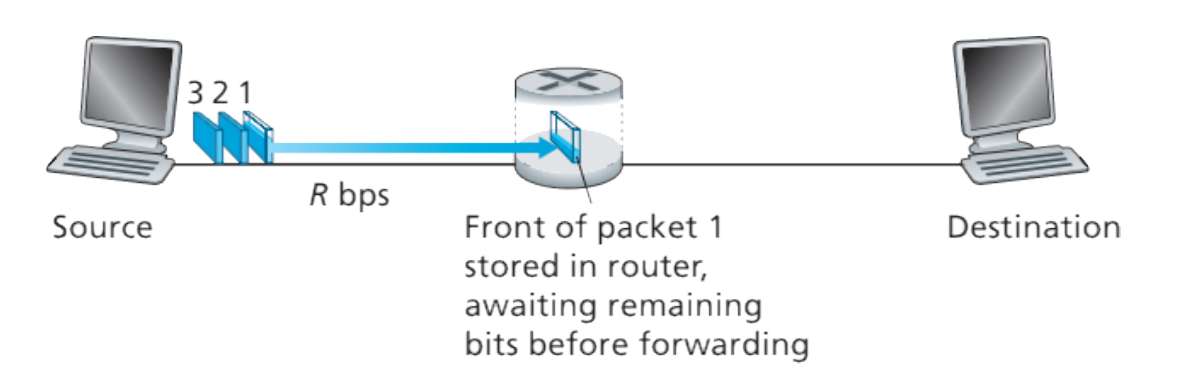 3 2 1
R bps
Source
Front of packet 1
stored in router,
awaiting remaining
bits before forwarding
Destination